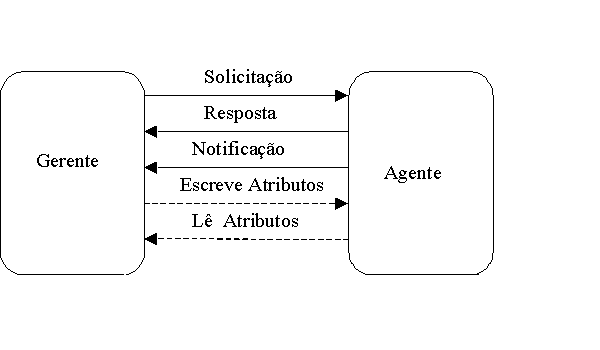 Solicitação
Resposta
Notificação
Gerente
Escreve Atributos
Agente
Lê Atributos